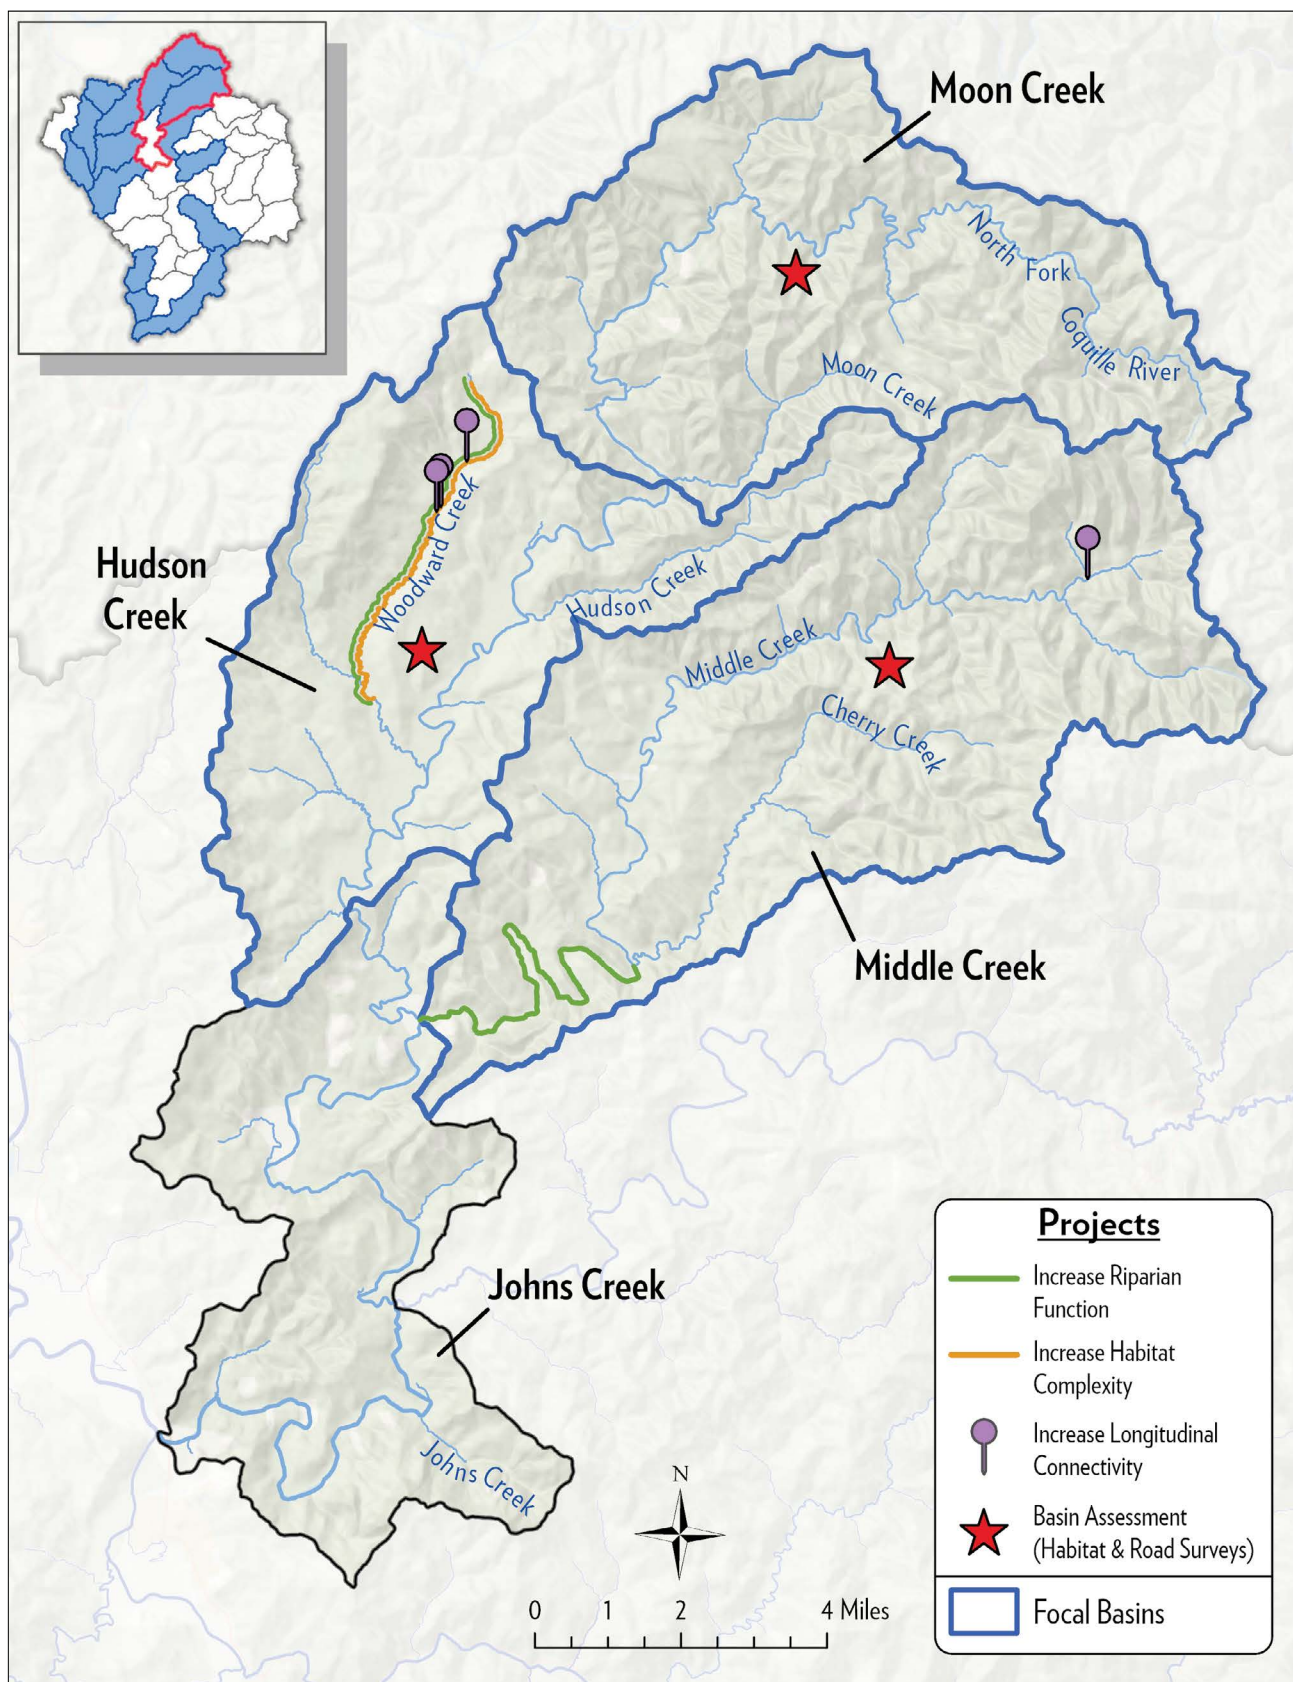 Moon Creek
North Fork
Coquille River
Moon Creek
Woodward Creek
Hudson
Creek
Hudson Creek
Middle Creek
Cherry Creek
Middle Creek
Johns Creek
Johns Creek
Projects
Increase Riparian
Function
Increase Habitat
Complexity
Increase Longitudinal
Connectivity
Basin Assessment
(Habitat & Road Surveys)
Focal Basins
N
0 1 2 4 Miles